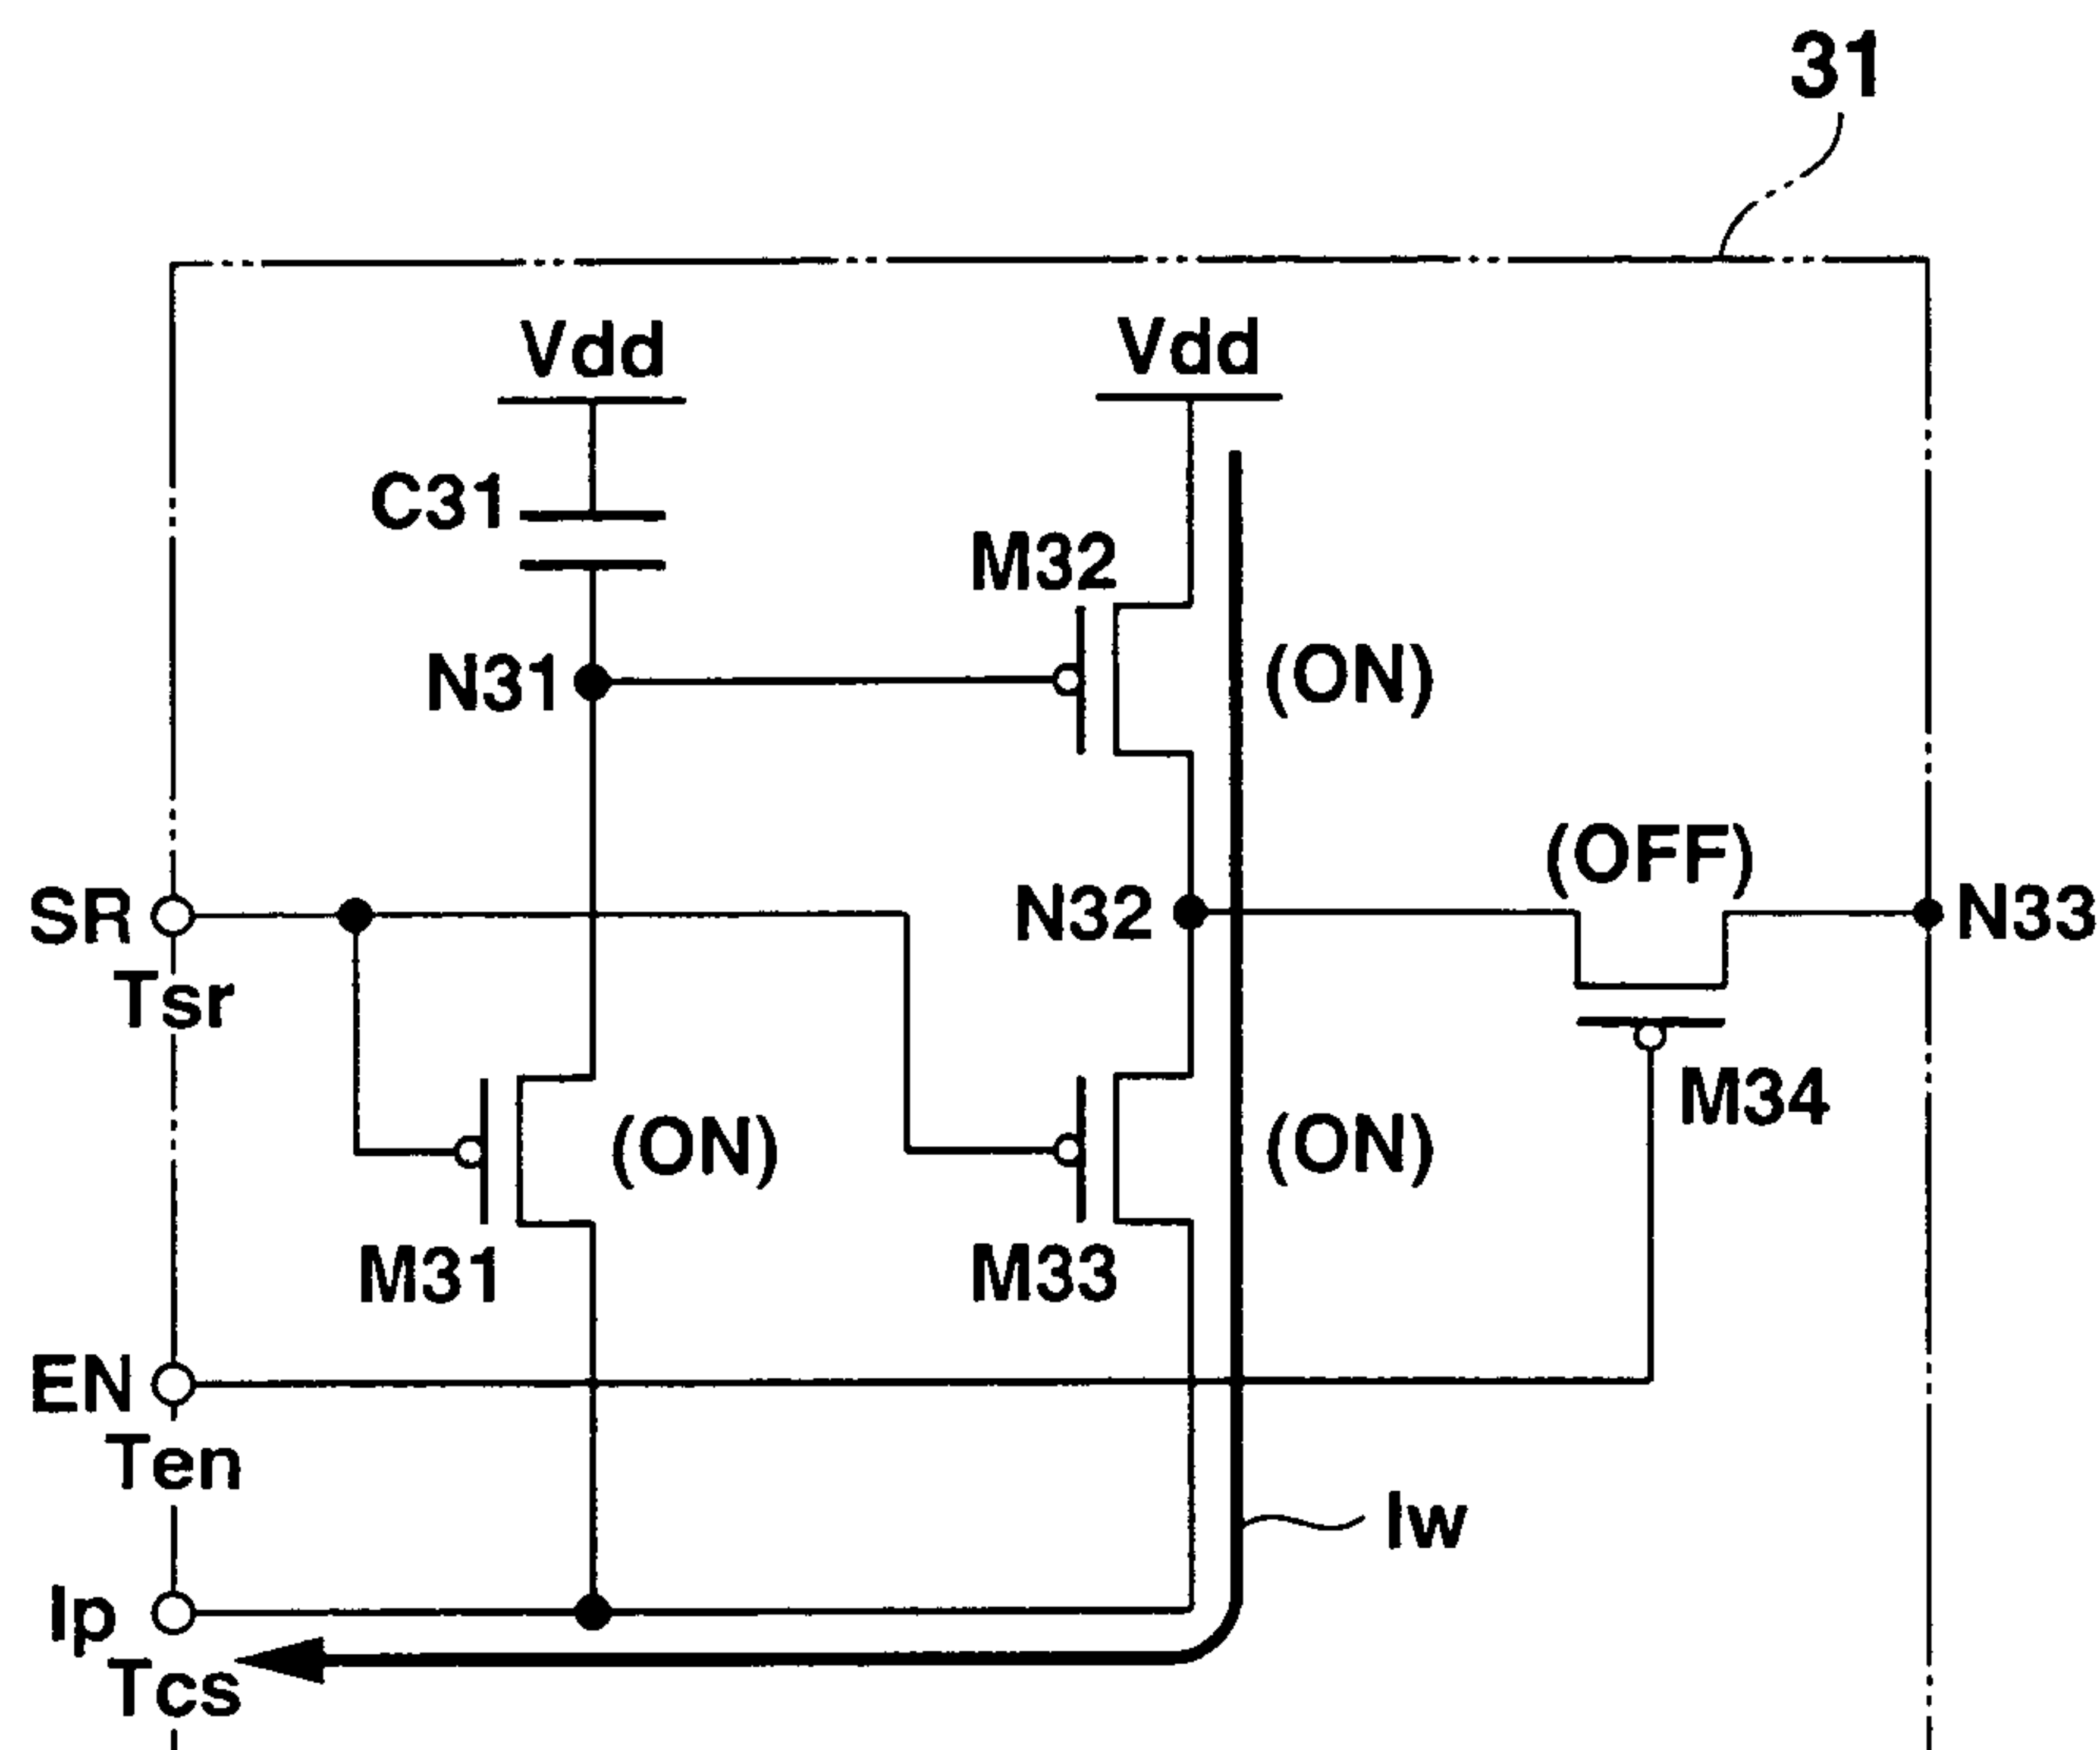 31
Vdd
Vdd
C31
M32
N31
(ON)
(OFF)
SR
N32
N33
Tsr
M34
(ON)
(ON)
M31
M33
EN
Ten
Iw
Ip
Tcs